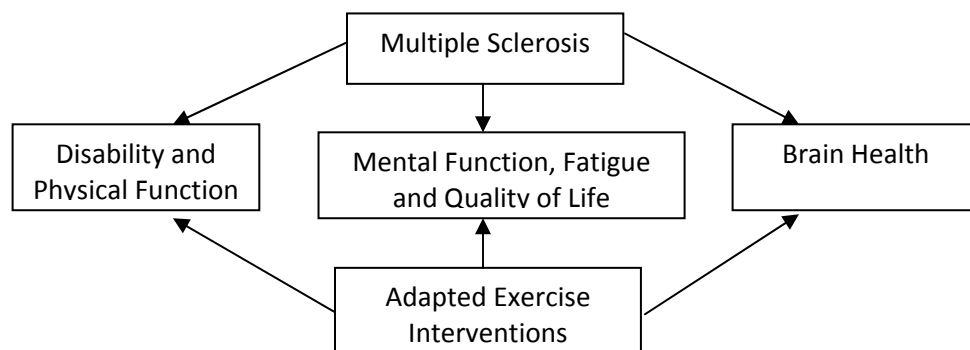 Multiple Sclerosis
Disability and
Physical Function
Mental Function, Fatigue
and Quality of Life
Brain Health
Adapted Exercise
Interventions